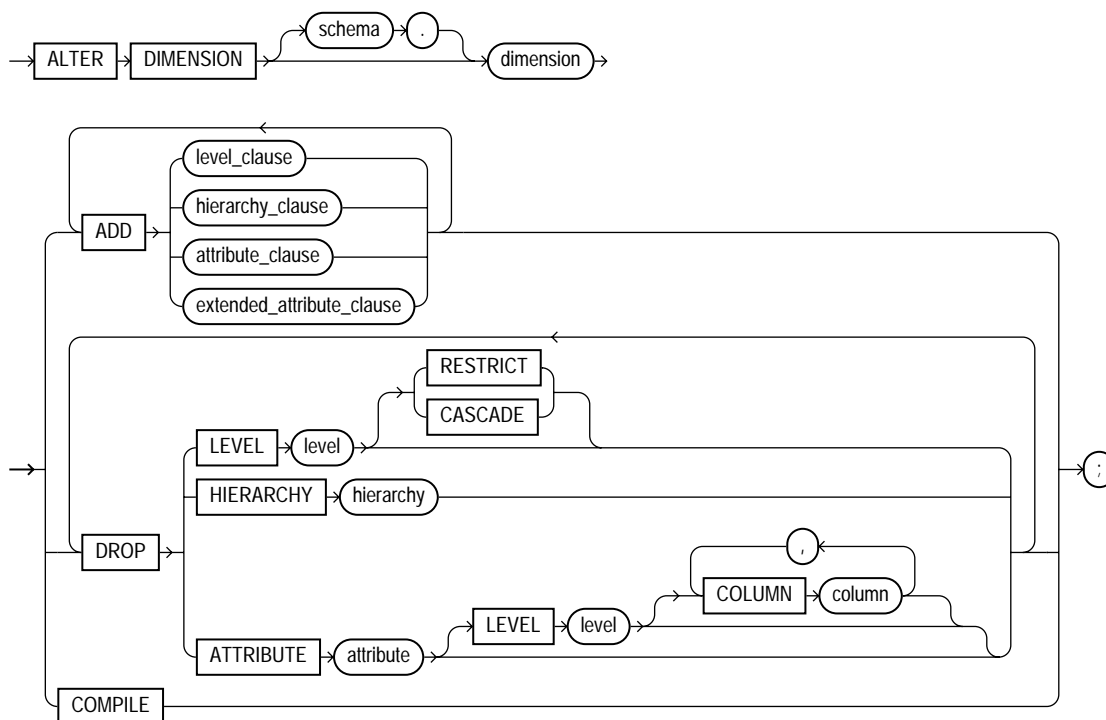 schema .
ALTER DIMENSION dimension
level_clause
hierarchy_clause
ADD
attribute_clause
extended_attribute_clause
RESTRICT
CASCADE
LEVEL level
HIERARCHY hierarchy
;
DROP
,
COLUMN column
LEVEL level
ATTRIBUTE attribute
COMPILE